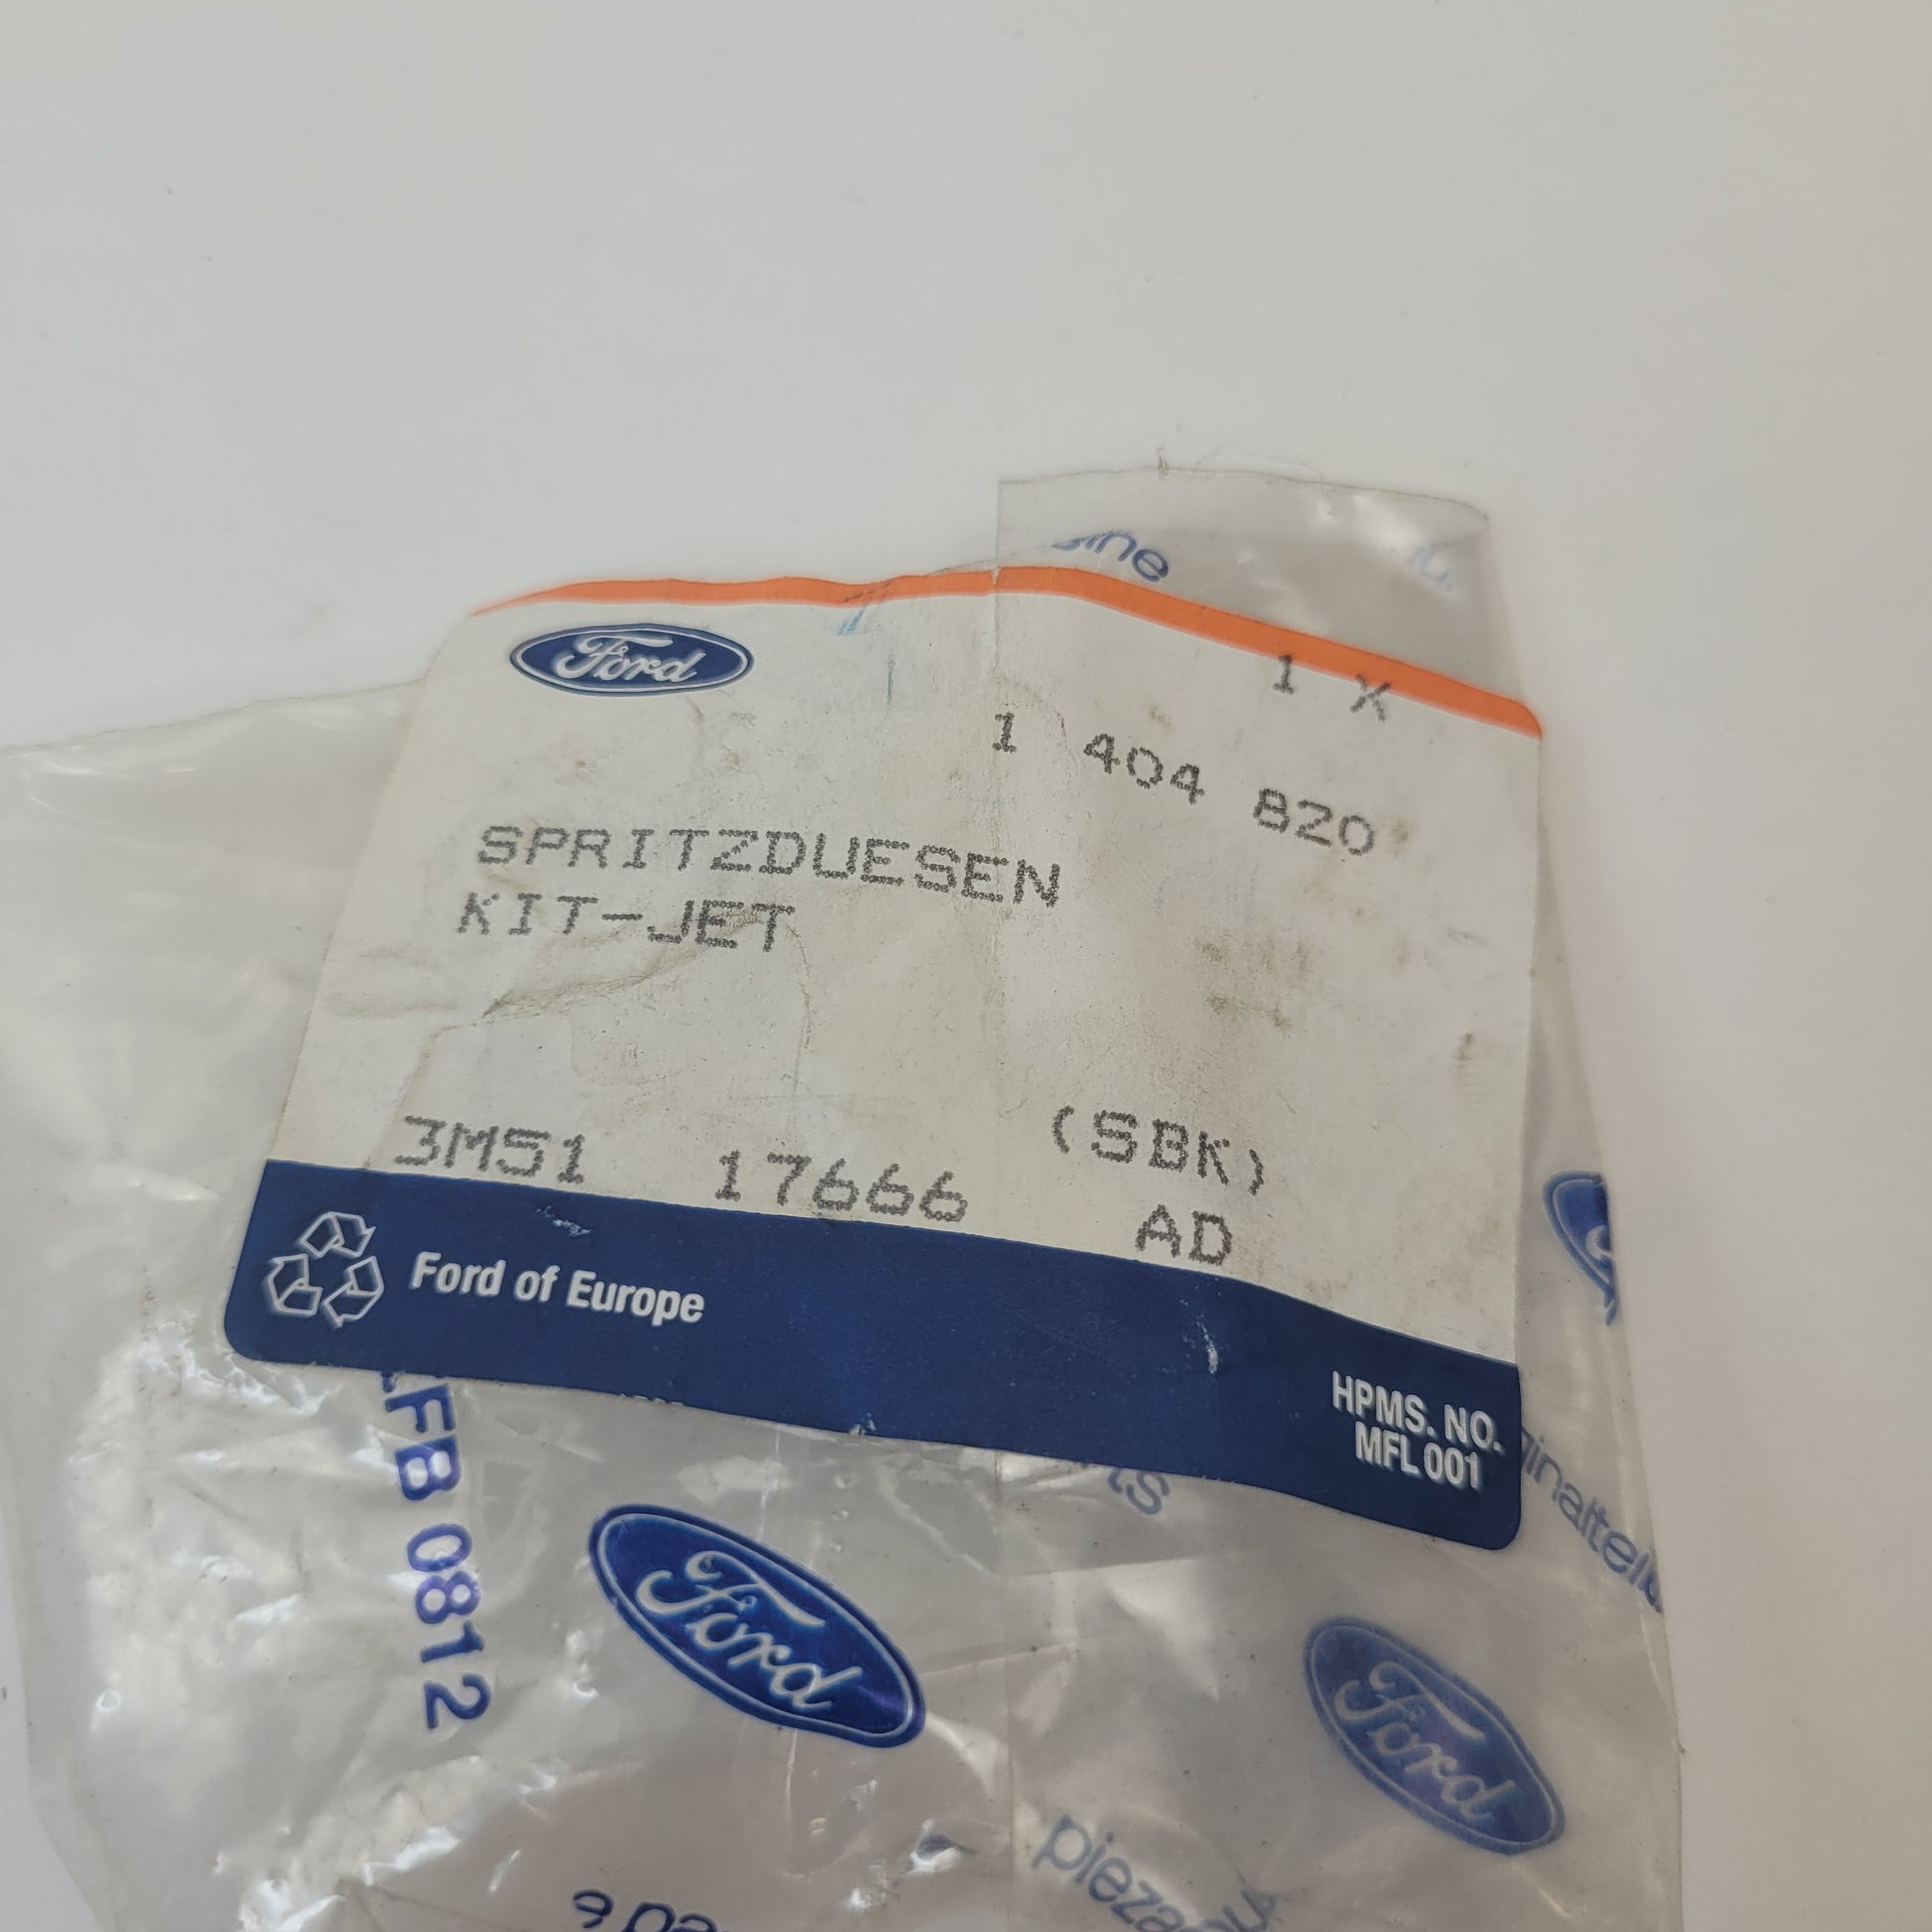 Ford
1 X
1 404 820
SPRITZDUESEN
KIT-JET
(SBK)
3M51 17666 AD
Ford of Europe
HPMS. NO.
MFL 001
FB 0812
Ford
Ford